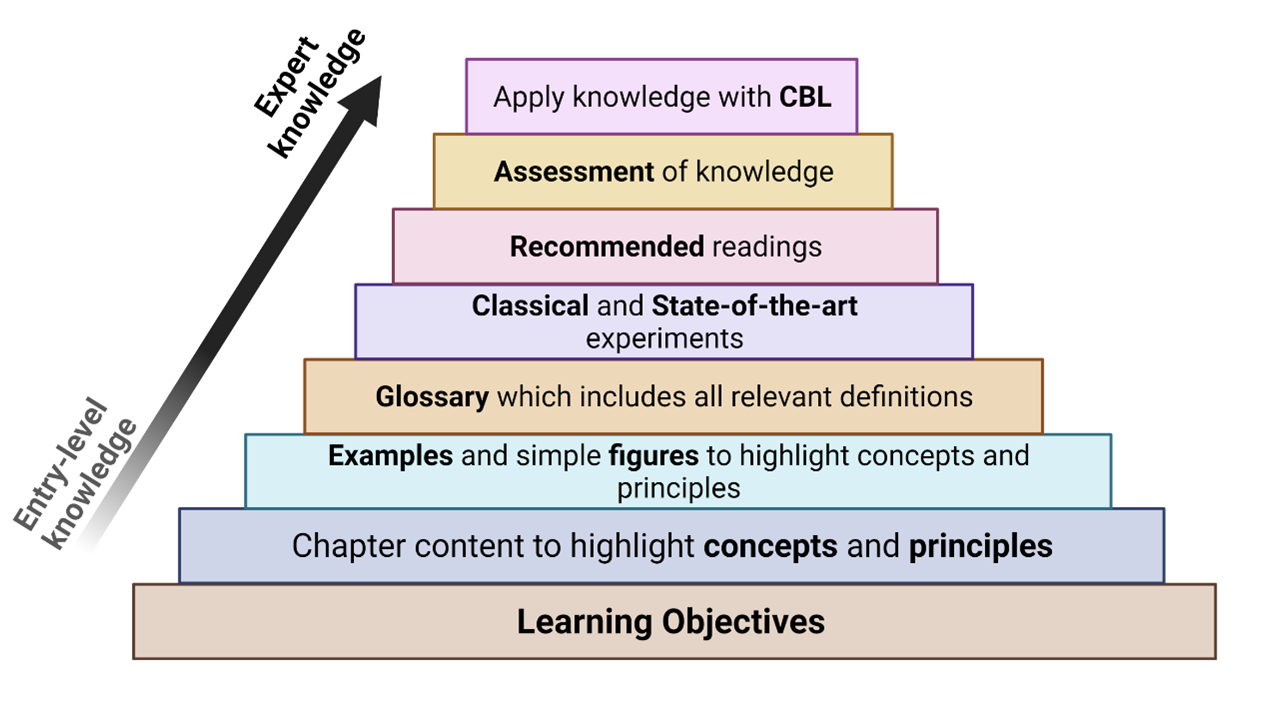 Expert
knowledge
Apply knowledge with CBL
Assessment of knowledge
Recommended readings
Classical and State-of-the-art
experiments
Glossary which includes all relevant definitions
Examples and simple figures to highlight concepts and
principles
Chapter content to highlight concepts and principles
Learning Objectives
Entry-level
knowledge